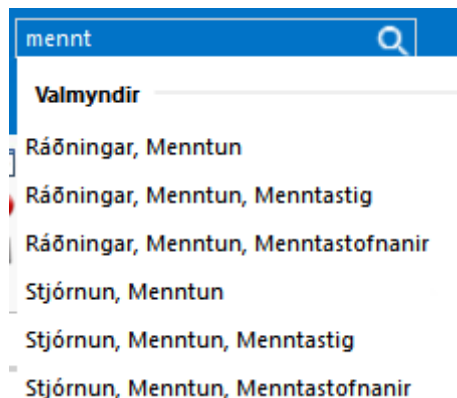 mennt
Valmyndir
Ráðningar, Menntun
Ráðningar, Menntun, Menntastig
Ráðningar, Menntun, Menntastofnanir
Stjórnun, Menntun
Stjórnun, Menntun, Menntastig
Stjórnun, Menntun, Menntastofnanir